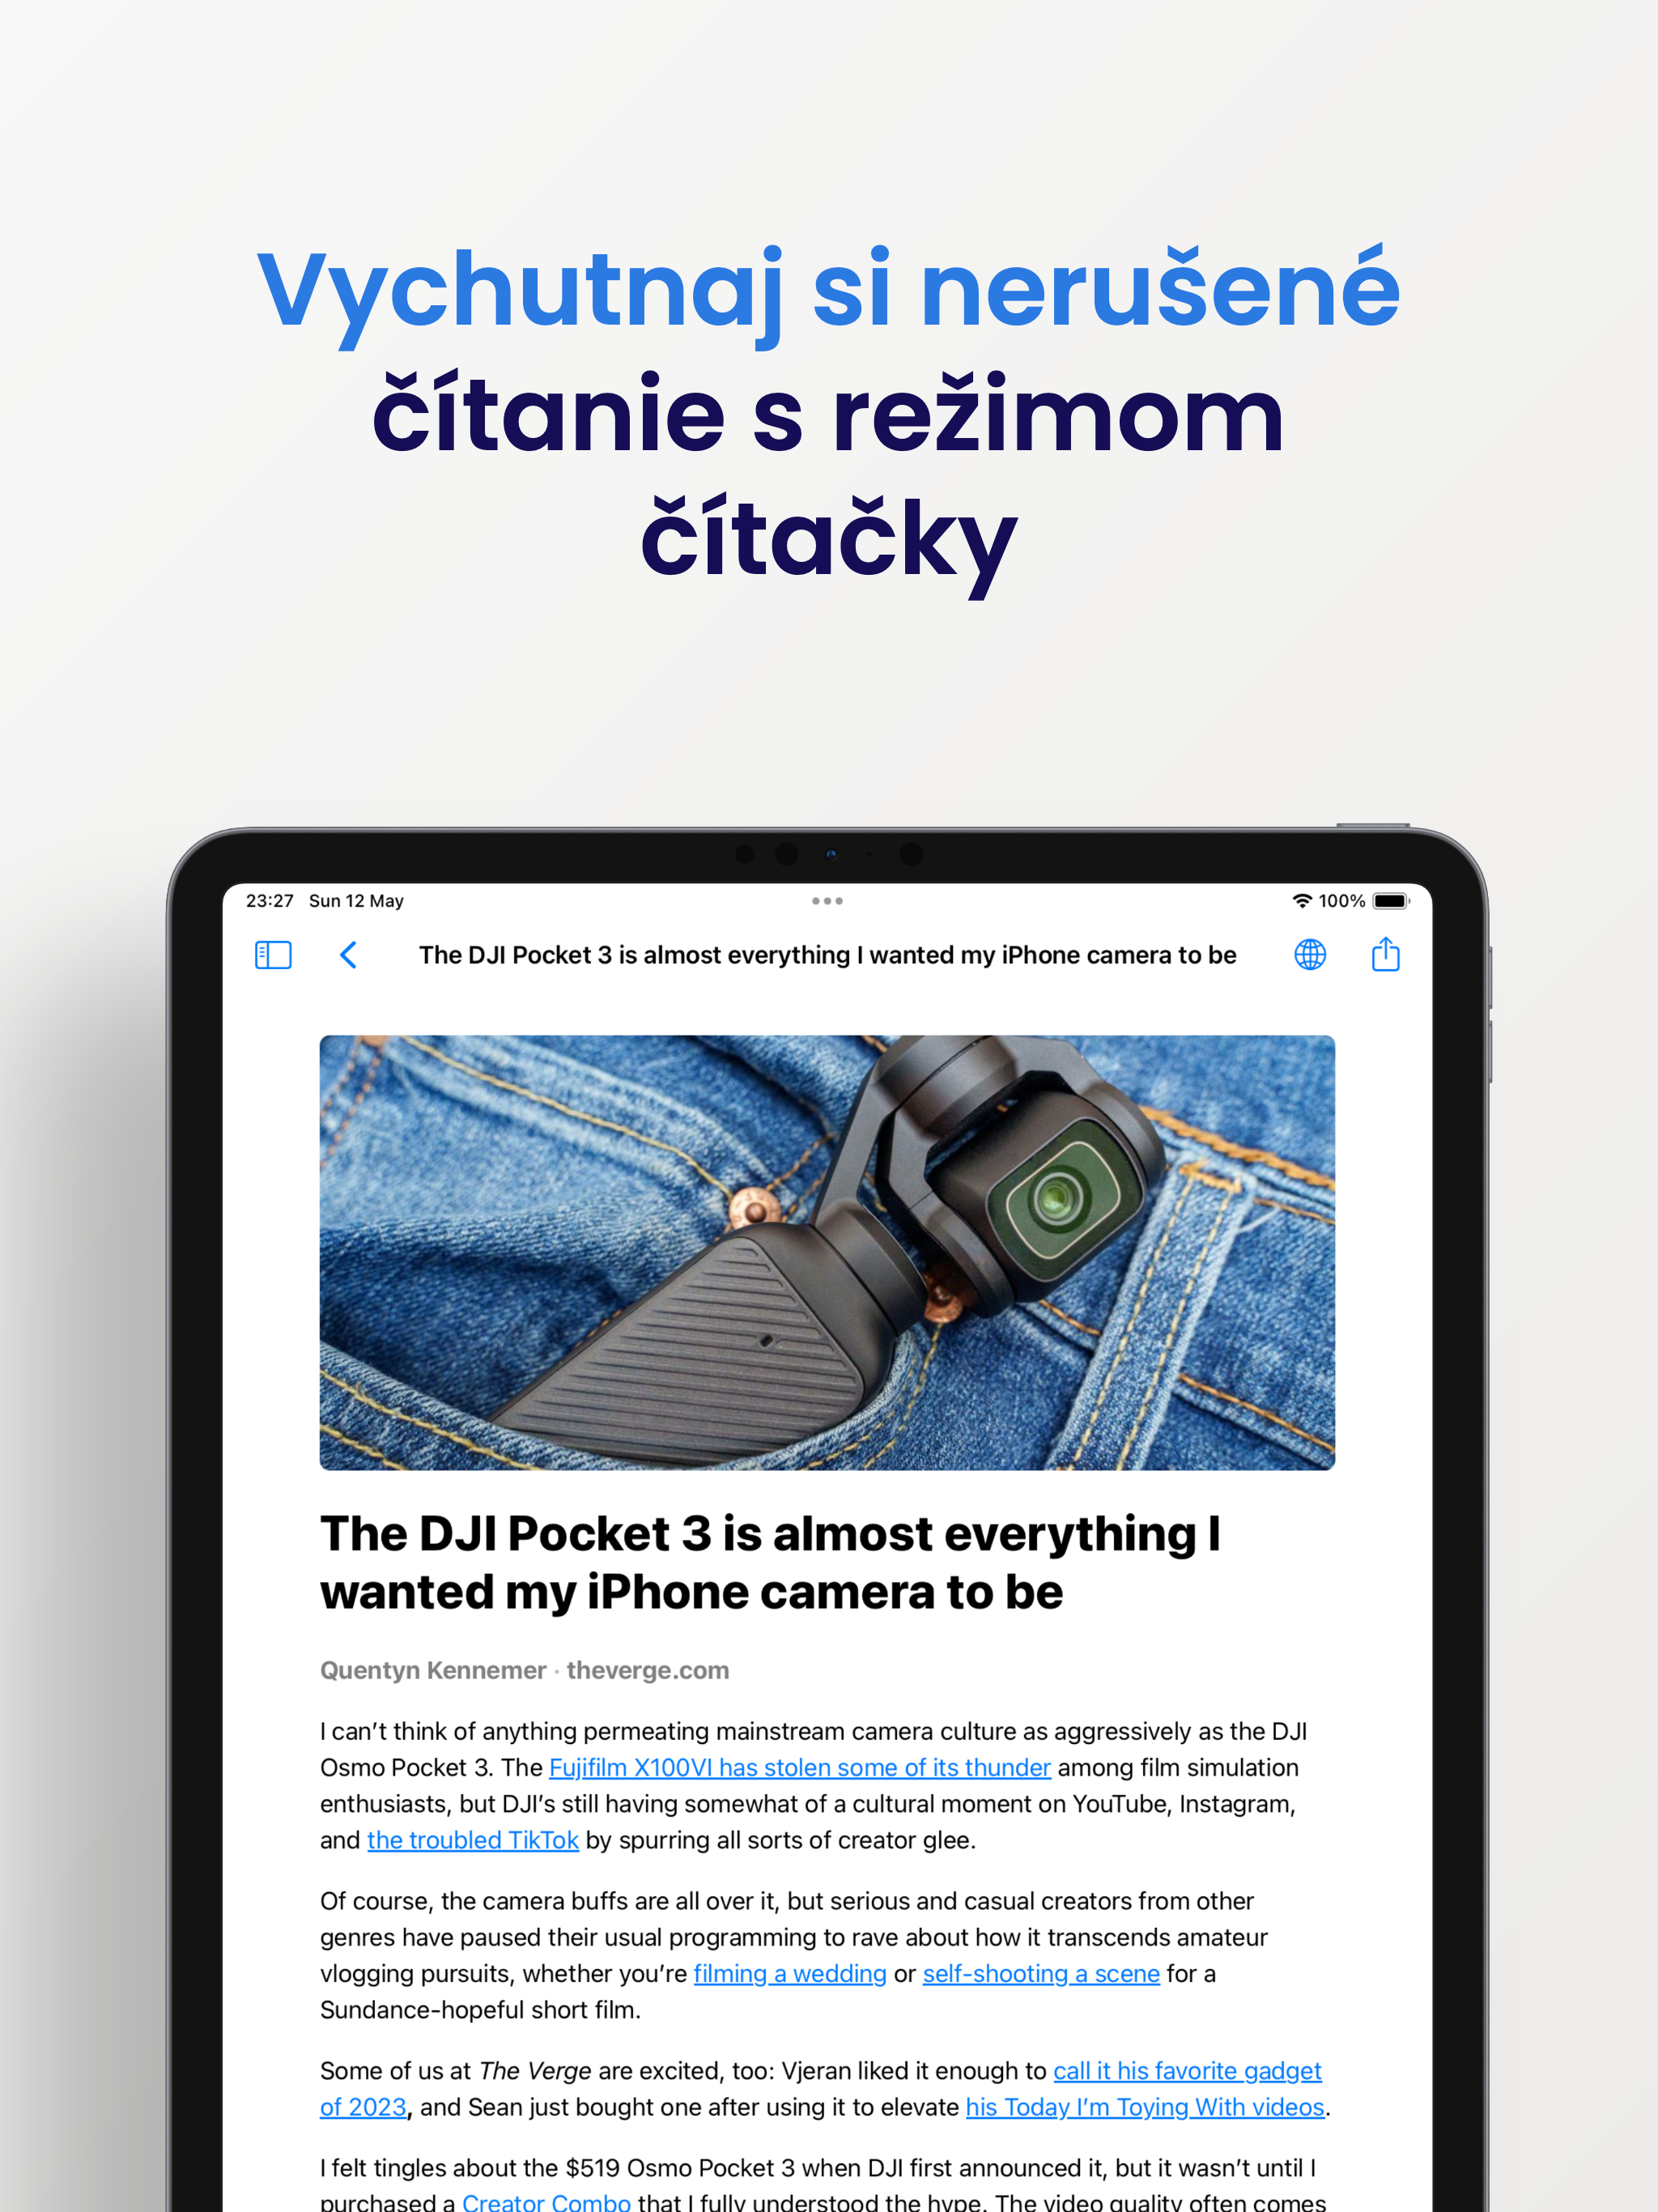 Vychutnaj si nerušené
čítanie s režimom
čítačky
23:27 Sun 12 May
100%
The DJI Pocket 3 is almost everything I wanted my iPhone camera to be
The DJI Pocket 3 is almost everything I
wanted my iPhone camera to be
Quentyn Kennemer · theverge.com
I can’t think of anything permeating mainstream camera culture as aggressively as the DJI
Osmo Pocket 3. The Fujifilm X100VI has stolen some of its thunder among film simulation
enthusiasts, but DJI’s still having somewhat of a cultural moment on YouTube, Instagram,
and the troubled TikTok by spurring all sorts of creator glee.
Of course, the camera buffs are all over it, but serious and casual creators from other
genres have paused their usual programming to rave about how it transcends amateur
vlogging pursuits, whether you’re filming a wedding or self-shooting a scene for a
Sundance-hopeful short film.
Some of us at The Verge are excited, too: Vjeran liked it enough to call it his favorite gadget
of 2023, and Sean just bought one after using it to elevate his Today I’m Toying With videos.
I felt tingles about the $519 Osmo Pocket 3 when DJI first announced it, but it wasn’t until I
purchased a Creator Combo that I fully understood the hype. The video quality often comes